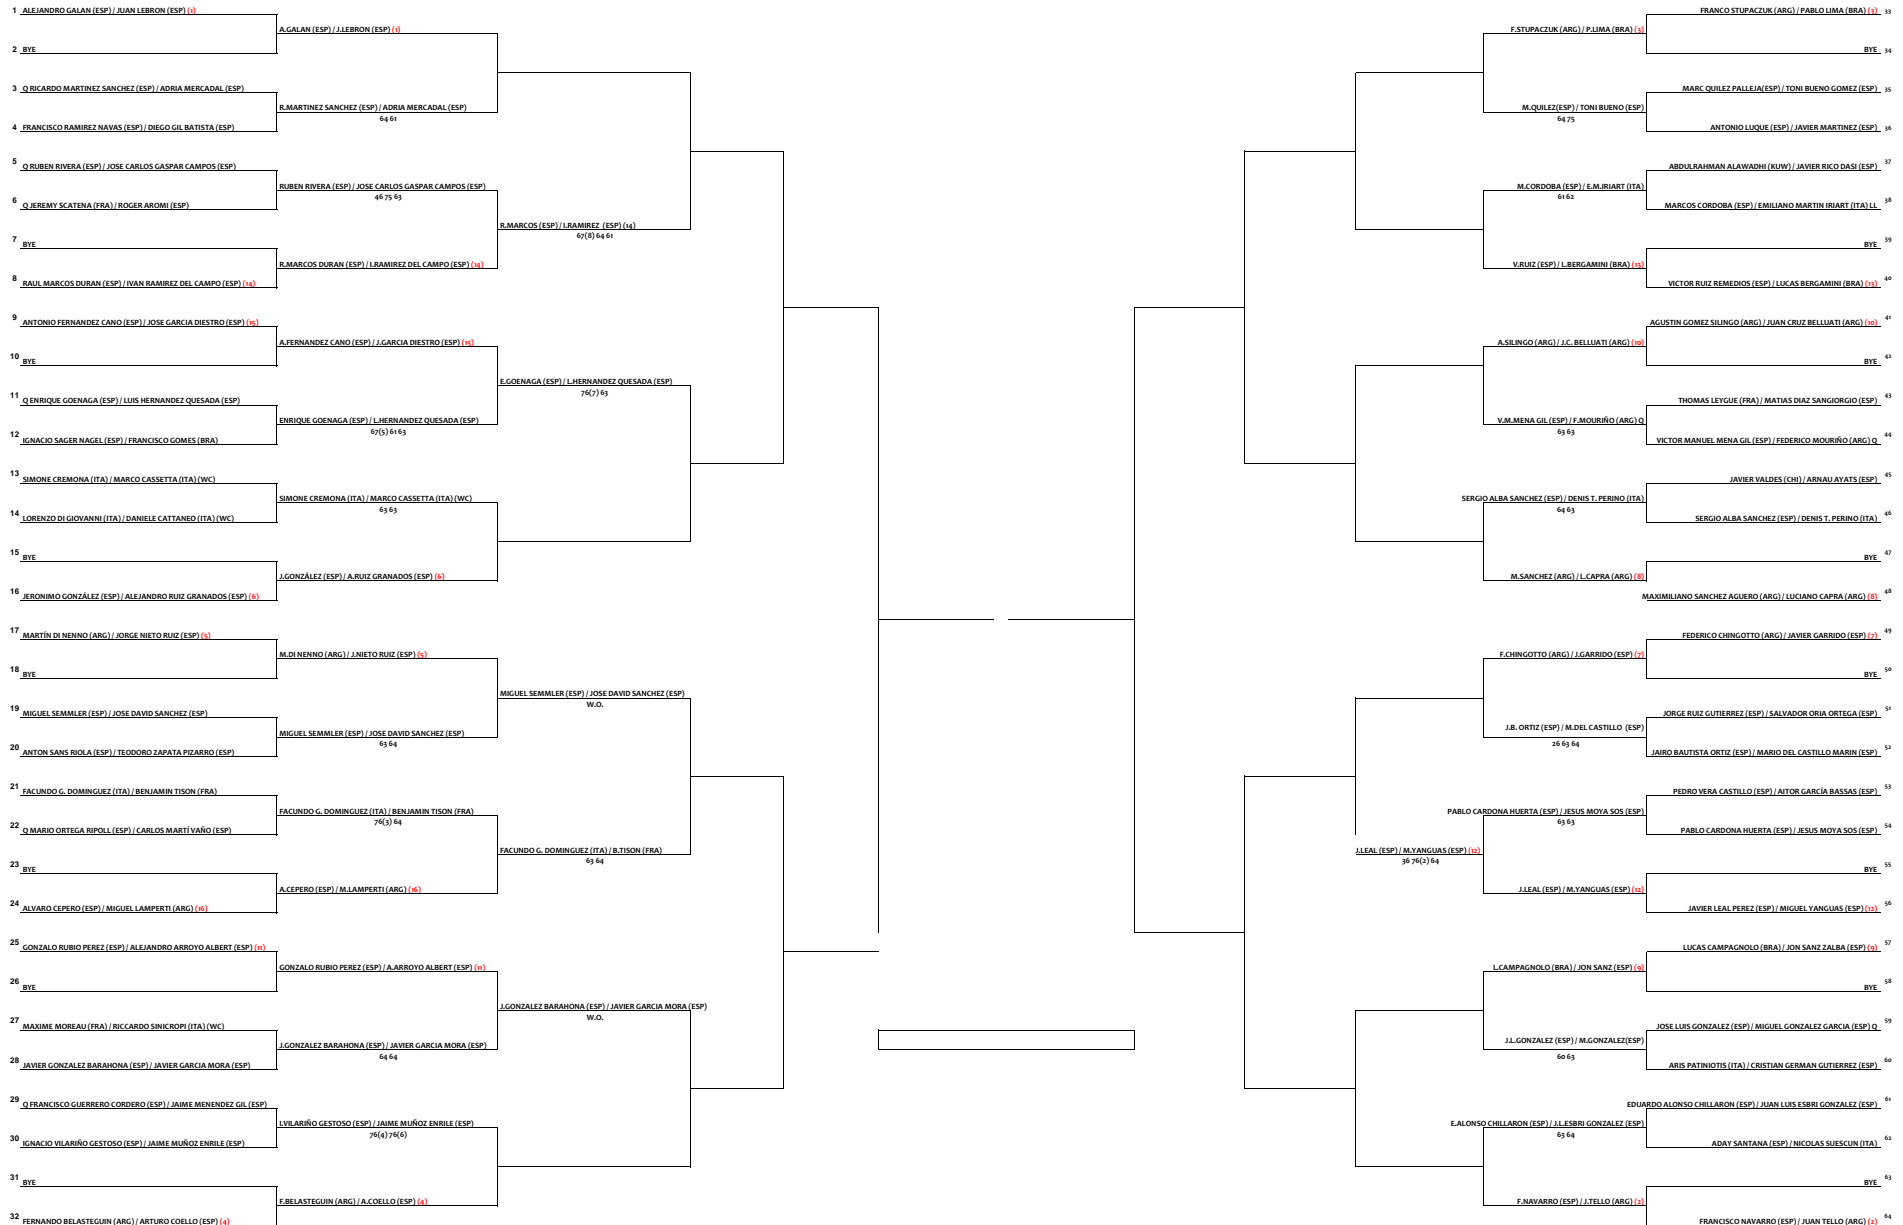 1 ALEJANDRO GALAN (ESP) / JUAN LEBRON (ESP) (1)
A.GALAN (ESP) / J.LEBRON (ESP) (1)
2 BYE
3 Q RICARDO MARTINEZ SANCHEZ (ESP) / ADRIA MERCADAL (ESP)
R.MARTINEZ SANCHEZ (ESP) / ADRIA MERCADAL (ESP)
64 61
4 FRANCISCO RAMIREZ NAVAS (ESP) / DIEGO GIL BATISTA (ESP)
5 Q RUBEN RIVERA (ESP) / JOSE CARLOS GASPAR CAMPOS (ESP)
RUBEN RIVERA (ESP) / JOSE CARLOS GASPAR CAMPOS (ESP)
46 75 63
6 Q JEREMY SCATENA (FRA) / ROGER AROMI (ESP)
R.MARCOS (ESP) / I.RAMIREZ (ESP) (14)
67(8) 64 61
7 BYE
R.MARCOS DURAN (ESP) / I.RAMIREZ DEL CAMPO (ESP) (14)
8 RAUL MARCOS DURAN (ESP) / IVAN RAMIREZ DEL CAMPO (ESP) (14)
9 ANTONIO FERNANDEZ CANO (ESP) / JOSE GARCIA DIESTRO (ESP) (15)
A.FERNANDEZ CANO (ESP) / J.GARCIA DIESTRO (ESP) (15)
10 BYE
E.GOENAGA (ESP) / L.HERNANDEZ QUESADA (ESP)
76(7) 63
11 Q ENRIQUE GOENAGA (ESP) / LUIS HERNANDEZ QUESADA (ESP)
ENRIQUE GOENAGA (ESP) / L.HERNANDEZ QUESADA (ESP)
67(5) 61 63
12 IGNACIO SAGER NAGEL (ESP) / FRANCISCO GOMES (BRA)
13 SIMONE CREMONA (ITA) / MARCO CASSETTA (ITA) (WC)
SIMONE CREMONA (ITA) / MARCO CASSETTA (ITA) (WC)
63 63
14 LORENZO DI GIOVANNI (ITA) / DANIELE CATTANEO (ITA) (WC)
15 BYE
J.GONZÁLEZ (ESP) / A.RUIZ GRANADOS (ESP) (6)
16 JERONIMO GONZÁLEZ (ESP) / ALEJANDRO RUIZ GRANADOS (ESP) (6)
17 MARTÍN DI NENNO (ARG) / JORGE NIETO RUIZ (ESP) (5)
M.DI NENNO (ARG) / J.NIETO RUIZ (ESP) (5)
18 BYE
MIGUEL SEMMLER (ESP) / JOSE DAVID SANCHEZ (ESP)
W.O.
19 MIGUEL SEMMLER (ESP) / JOSE DAVID SANCHEZ (ESP)
MIGUEL SEMMLER (ESP) / JOSE DAVID SANCHEZ (ESP)
63 64
20 ANTON SANS RIOLA (ESP) / TEODORO ZAPATA PIZARRO (ESP)
21 FACUNDO G. DOMINGUEZ (ITA) / BENJAMIN TISON (FRA)
FACUNDO G. DOMINGUEZ (ITA) / BENJAMIN TISON (FRA)
76(3) 64
22 Q MARIO ORTEGA RIPOLL (ESP) / CARLOS MARTÍ VAÑO (ESP)
FACUNDO G. DOMINGUEZ (ITA) / B.TISON (FRA)
63 64
23 BYE
A.CEPERO (ESP) / M.LAMPERTI (ARG) (16)
24 ALVARO CEPERO (ESP) / MIGUEL LAMPERTI (ARG) (16)
25 GONZALO RUBIO PEREZ (ESP) / ALEJANDRO ARROYO ALBERT (ESP) (11)
GONZALO RUBIO PEREZ (ESP) / A.ARROYO ALBERT (ESP) (11)
26 BYE
J.GONZALEZ BARAHONA (ESP) / JAVIER GARCIA MORA (ESP)
W.O.
27 MAXIME MOREAU (FRA) / RICCARDO SINICROPI (ITA) (WC)
J.GONZALEZ BARAHONA (ESP) / JAVIER GARCIA MORA (ESP)
64 64
28 JAVIER GONZALEZ BARAHONA (ESP) / JAVIER GARCIA MORA (ESP)
29 Q FRANCISCO GUERRERO CORDERO (ESP) / JAIME MENENDEZ GIL (ESP)
I.VILARIÑO GESTOSO (ESP) / JAIME MUÑOZ ENRILE (ESP)
76(4) 76(6)
30 IGNACIO VILARIÑO GESTOSO (ESP) / JAIME MUÑOZ ENRILE (ESP)
31 BYE
F.BELASTEGUIN (ARG) / A.COELLO (ESP) (4)
32 FERNANDO BELASTEGUIN (ARG) / ARTURO COELLO (ESP) (4)
FRANCO STUPACZUK (ARG) / PABLO LIMA (BRA) (3) 33
F.STUPACZUK (ARG) / P.LIMA (BRA) (3)
BYE 34
MARC QUILEZ PALLEJA(ESP) / TONI BUENO GOMEZ (ESP) 35
M.QUILEZ(ESP) / TONI BUENO (ESP)
64 75
ANTONIO LUQUE (ESP) / JAVIER MARTINEZ (ESP) 36
ABDULRAHMAN ALAWADHI (KUW) / JAVIER RICO DASI (ESP) 37
M.CORDOBA (ESP) / E.M.IRIART (ITA)
61 62
MARCOS CORDOBA (ESP) / EMILIANO MARTIN IRIART (ITA) LL 38
BYE 39
V.RUIZ (ESP) / L.BERGAMINI (BRA) (13)
VICTOR RUIZ REMEDIOS (ESP) / LUCAS BERGAMINI (BRA) (13) 40
AGUSTIN GOMEZ SILINGO (ARG) / JUAN CRUZ BELLUATI (ARG) (10) 41
A.SILINGO (ARG) / J.C. BELLUATI (ARG) (10)
BYE 42
THOMAS LEYGUE (FRA) / MATIAS DIAZ SANGIORGIO (ESP) 43
V.M.MENA GIL (ESP) / F.MOURIÑO (ARG) Q
63 63
VICTOR MANUEL MENA GIL (ESP) / FEDERICO MOURIÑO (ARG) Q 44
JAVIER VALDES (CHI) / ARNAU AYATS (ESP) 45
SERGIO ALBA SANCHEZ (ESP) / DENIS T. PERINO (ITA)
64 63
SERGIO ALBA SANCHEZ (ESP) / DENIS T. PERINO (ITA) 46
BYE 47
M.SANCHEZ (ARG) / L.CAPRA (ARG) (8)
MAXIMILIANO SANCHEZ AGUERO (ARG) / LUCIANO CAPRA (ARG) (8) 48
FEDERICO CHINGOTTO (ARG) / JAVIER GARRIDO (ESP) (7) 49
F.CHINGOTTO (ARG) / J.GARRIDO (ESP) (7)
BYE 50
JORGE RUIZ GUTIERREZ (ESP) / SALVADOR ORIA ORTEGA (ESP) 51
J.B. ORTIZ (ESP) / M.DEL CASTILLO (ESP)
26 63 64
JAIRO BAUTISTA ORTIZ (ESP) / MARIO DEL CASTILLO MARIN (ESP) 52
PEDRO VERA CASTILLO (ESP) / AITOR GARCÍA BASSAS (ESP) 53
PABLO CARDONA HUERTA (ESP) / JESUS MOYA SOS (ESP)
63 63
PABLO CARDONA HUERTA (ESP) / JESUS MOYA SOS (ESP) 54
J.LEAL (ESP) / M.YANGUAS (ESP) (12)
36 76(2) 64
BYE 55
J.LEAL (ESP) / M.YANGUAS (ESP) (12)
JAVIER LEAL PEREZ (ESP) / MIGUEL YANGUAS (ESP) (12) 56
LUCAS CAMPAGNOLO (BRA) / JON SANZ ZALBA (ESP) (9) 57
L.CAMPAGNOLO (BRA) / JON SANZ (ESP) (9)
BYE 58
JOSE LUIS GONZALEZ (ESP) / MIGUEL GONZALEZ GARCIA (ESP) Q 59
J.L.GONZALEZ (ESP) / M.GONZALEZ(ESP)
60 63
ARIS PATINIOTIS (ITA) / CRISTIAN GERMAN GUTIERREZ (ESP) 60
EDUARDO ALONSO CHILLARON (ESP) / JUAN LUIS ESBRI GONZALEZ (ESP) 61
E.ALONSO CHILLARON (ESP) / J.L.ESBRI GONZALEZ (ESP)
63 64
ADAY SANTANA (ESP) / NICOLAS SUESCUN (ITA) 62
BYE 63
F.NAVARRO (ESP) / J.TELLO (ARG) (2)
FRANCISCO NAVARRO (ESP) / JUAN TELLO (ARG) (2) 64